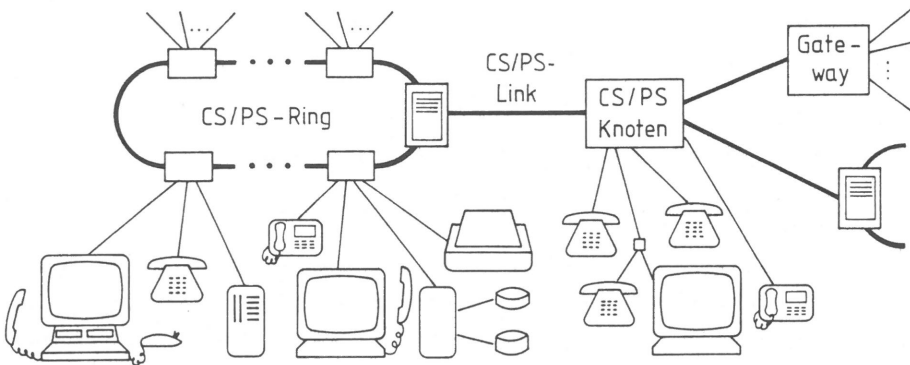 CS/PS-Ring
CS/PS-
Link
CS/PS
Knoten
Gate-
way